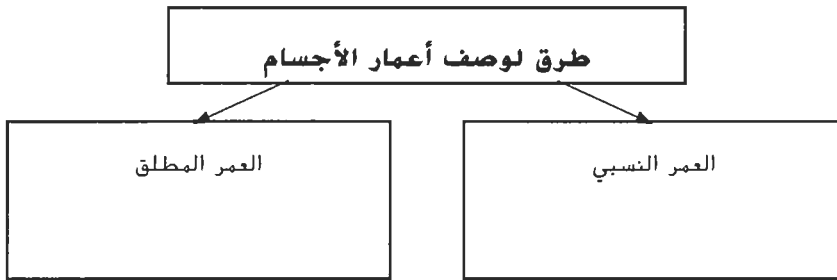 طرق لوصف أعمار الأجسام
العمر النسبي
العمر المطلق